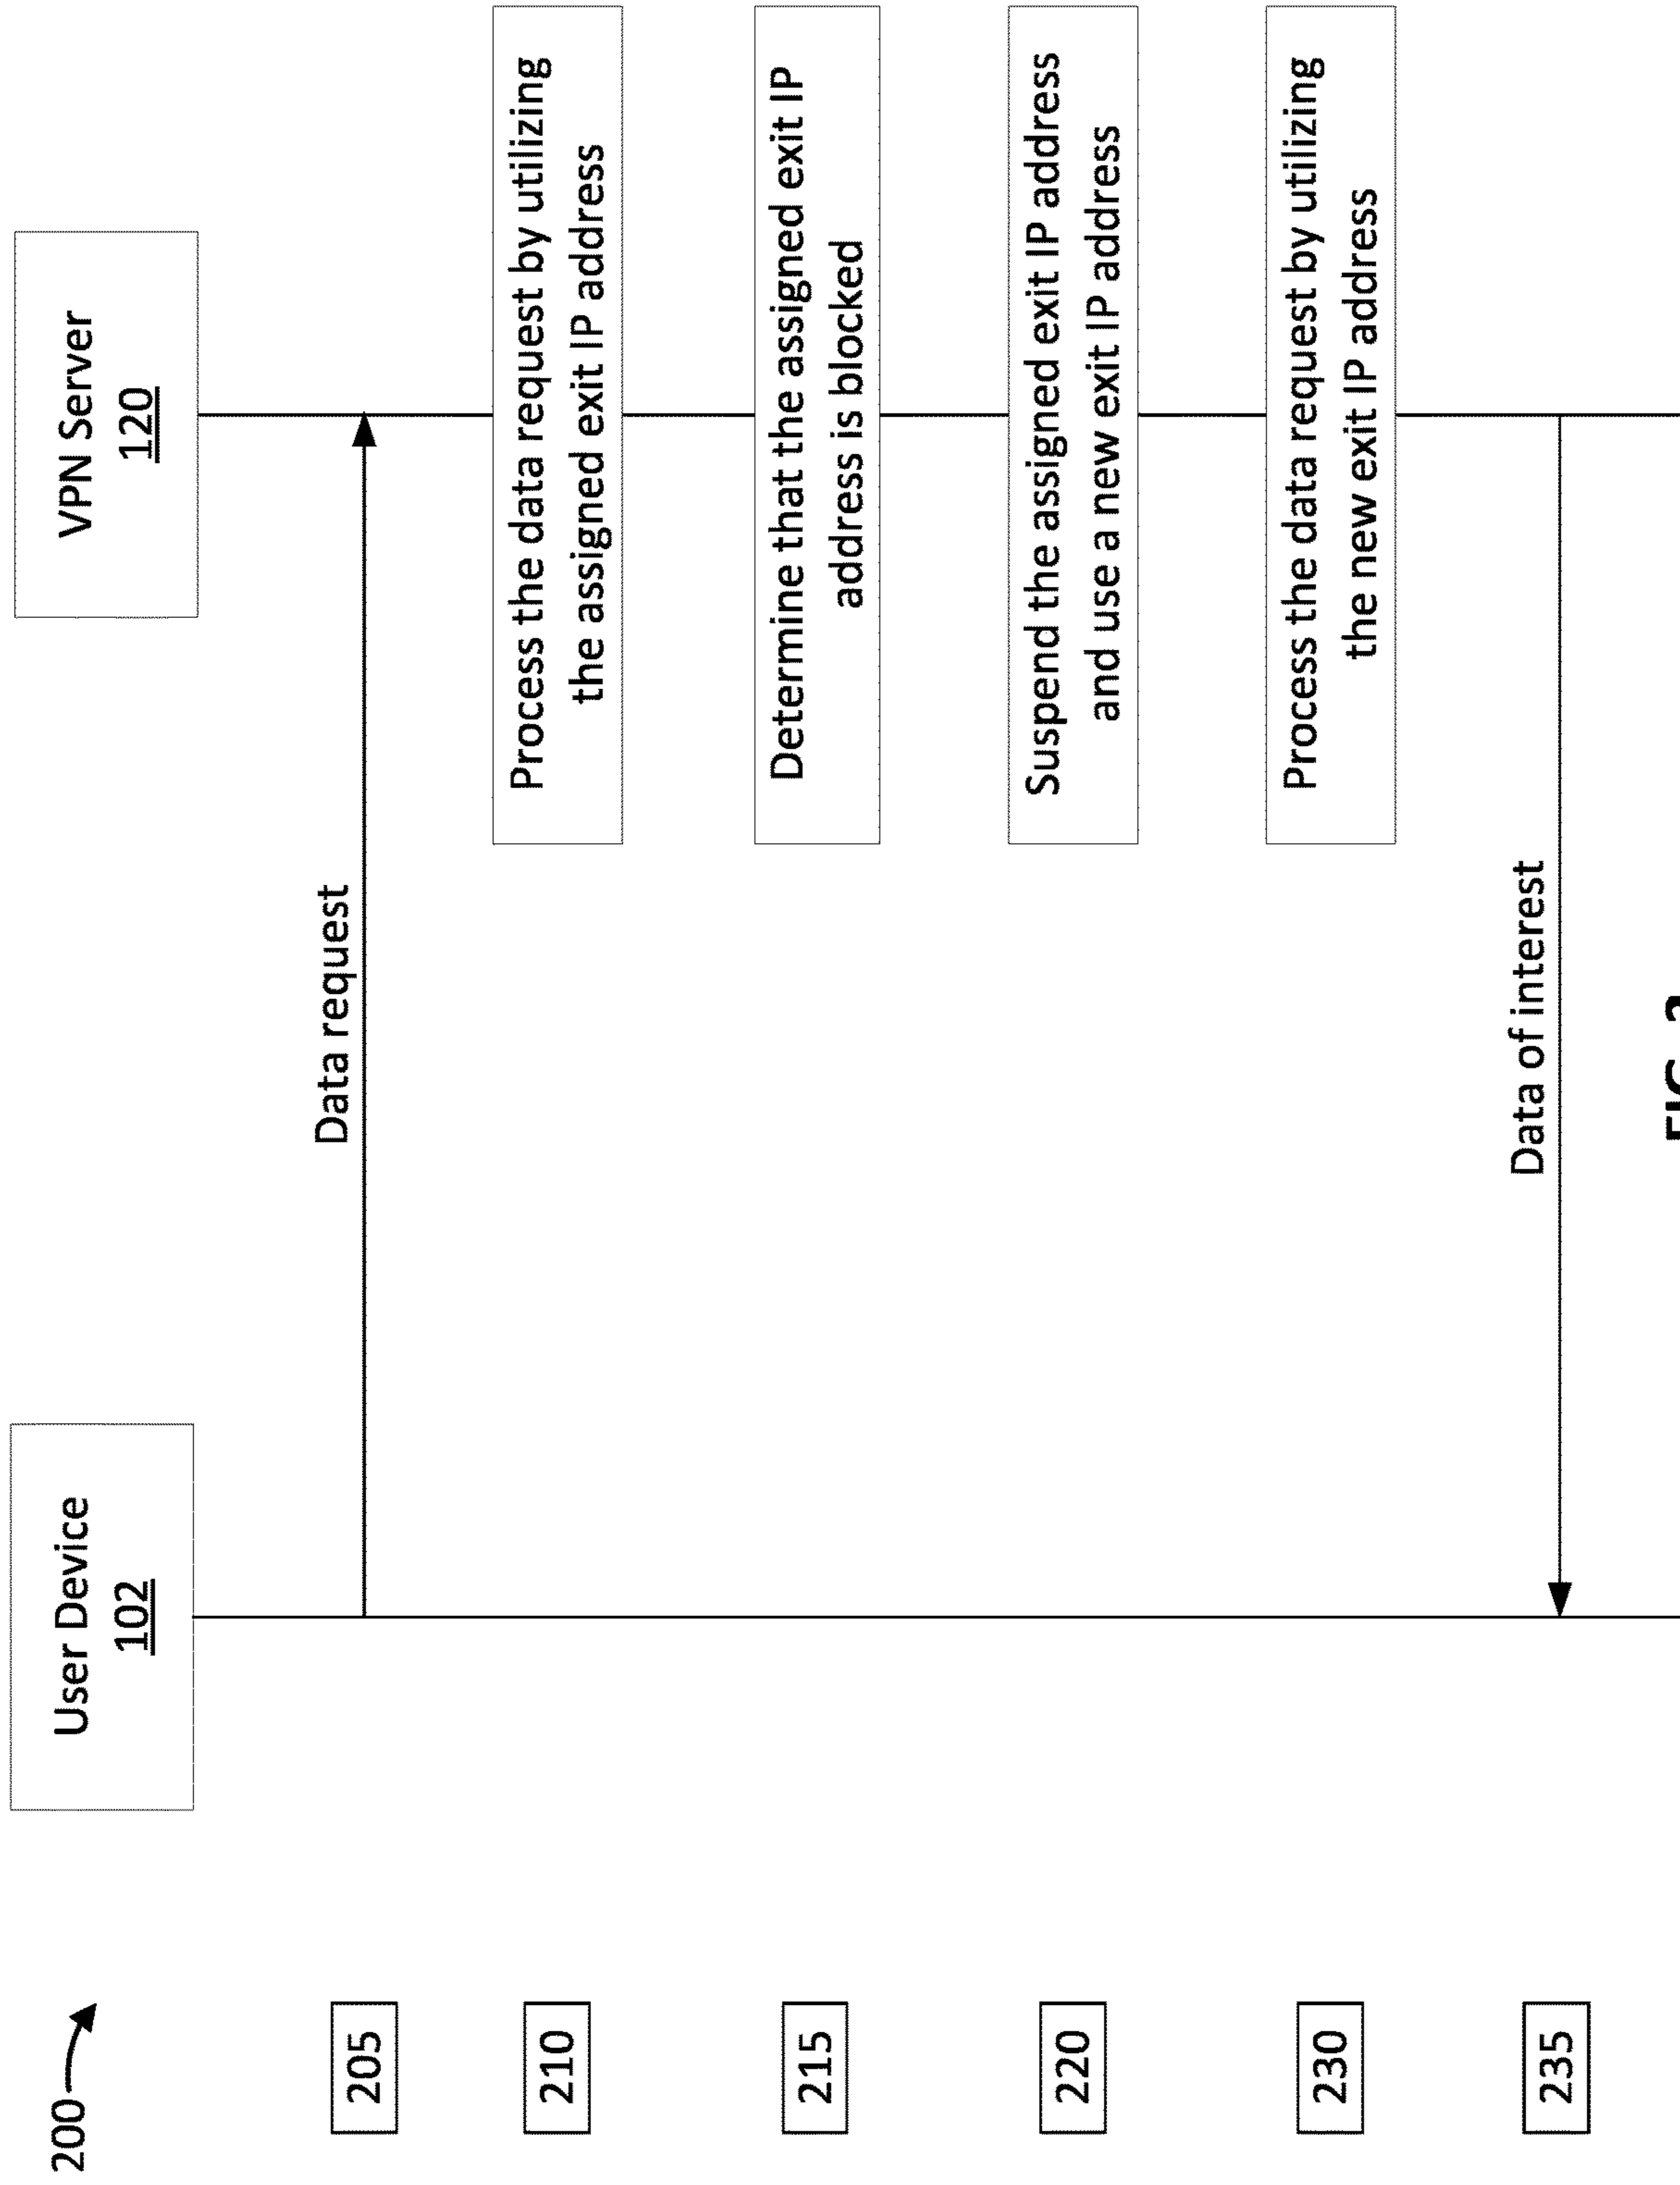 200
User Device
102
VPN Server
120
205
Data request
210
Process the data request by utilizing
the assigned exit IP address
215
Determine that the assigned exit IP
address is blocked
220
Suspend the assigned exit IP address
and use a new exit IP address
230
Process the data request by utilizing
the new exit IP address
235
Data of interest
FIG.